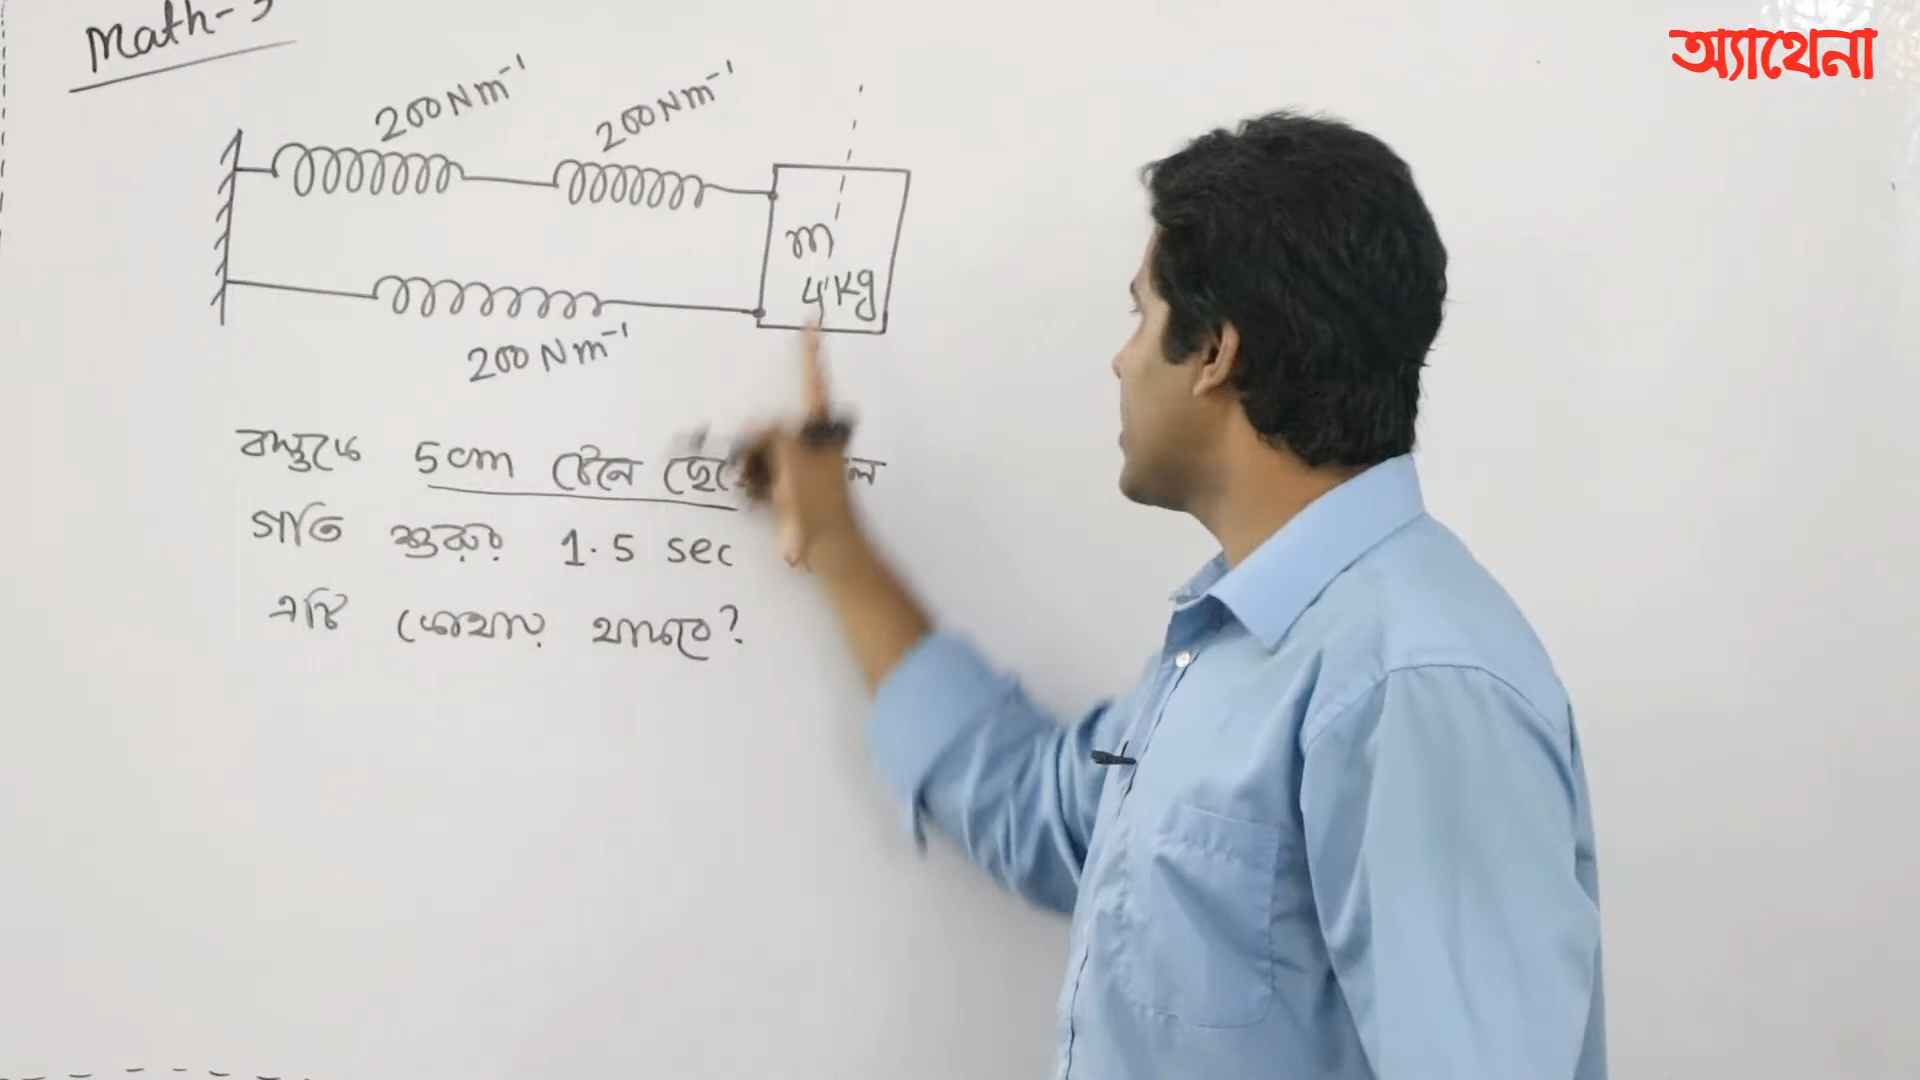 অ্যাথেনা
Math-3
200 Nm⁻¹
200 Nm⁻¹
m
4 kg
200 Nm⁻¹
বস্তুকে 5cm টেনে
গতি শুরুর 1.5 sec
এটি কোথায় থাকবে?